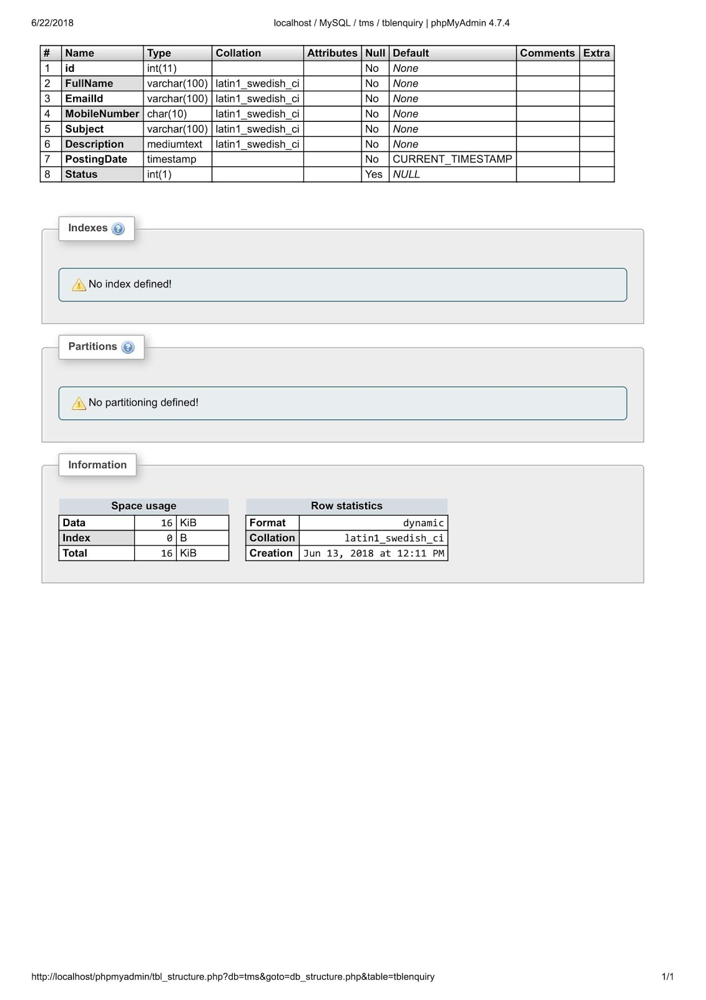 6/22/2018 localhost / MySQL / tms / tblenquiry | phpMyAdmin 4.7.4
# Name Type Collation Attributes Null Default Comments Extra
1 id int(11) No None
2 FullName varchar(100) latin1_swedish_ci No None
3 EmailId varchar(100) latin1_swedish_ci No None
4 MobileNumber char(10) latin1_swedish_ci No None
5 Subject varchar(100) latin1_swedish_ci No None
6 Description mediumtext latin1_swedish_ci No None
7 PostingDate timestamp No CURRENT_TIMESTAMP
8 Status int(1) Yes NULL
Indexes
No index defined!
Partitions
No partitioning defined!
Information
Space usage
Data 16 KiB
Index 0 B
Total 16 KiB
Row statistics
Format dynamic
Collation latin1_swedish_ci
Creation Jun 13, 2018 at 12:11 PM
http://localhost/phpmyadmin/tbl_structure.php?db=tms&goto=db_structure.php&table=tblenquiry 1/1